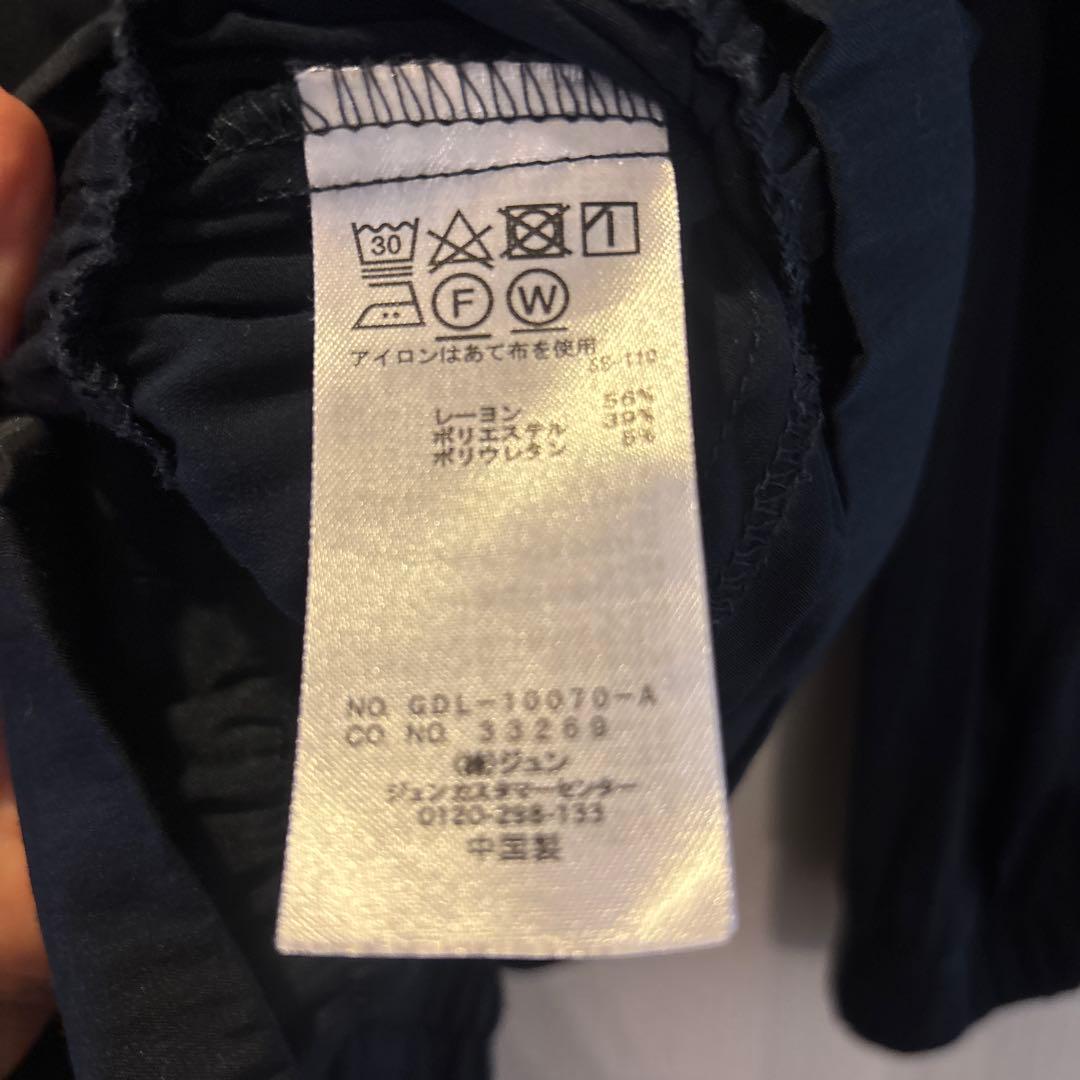 30
F W
アイロンはあて布を使用
レーヨン 56%
ポリエステル 39%
ポリウレタン 5%
NO GDL-10070-A
CO NO 33269
(株)ジュン
ジュンカスタマーセンター
0120-298-133
中国製